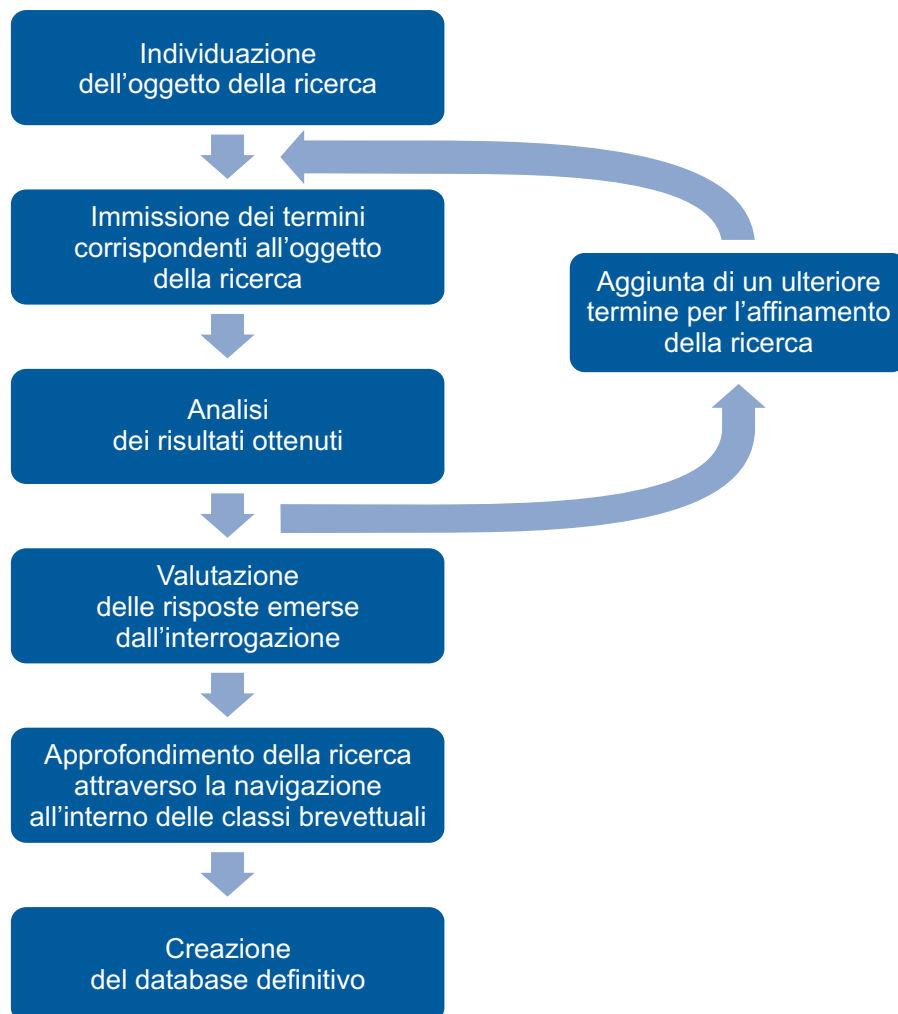 Individuazione
dell’oggetto della ricerca
Immissione dei termini
corrispondenti all’oggetto
della ricerca
Aggiunta di un ulteriore
termine per l’affinamento
della ricerca
Analisi
dei risultati ottenuti
Valutazione
delle risposte emerse
dall’interrogazione
Approfondimento della ricerca
attraverso la navigazione
all’interno delle classi brevettuali
Creazione
del database definitivo